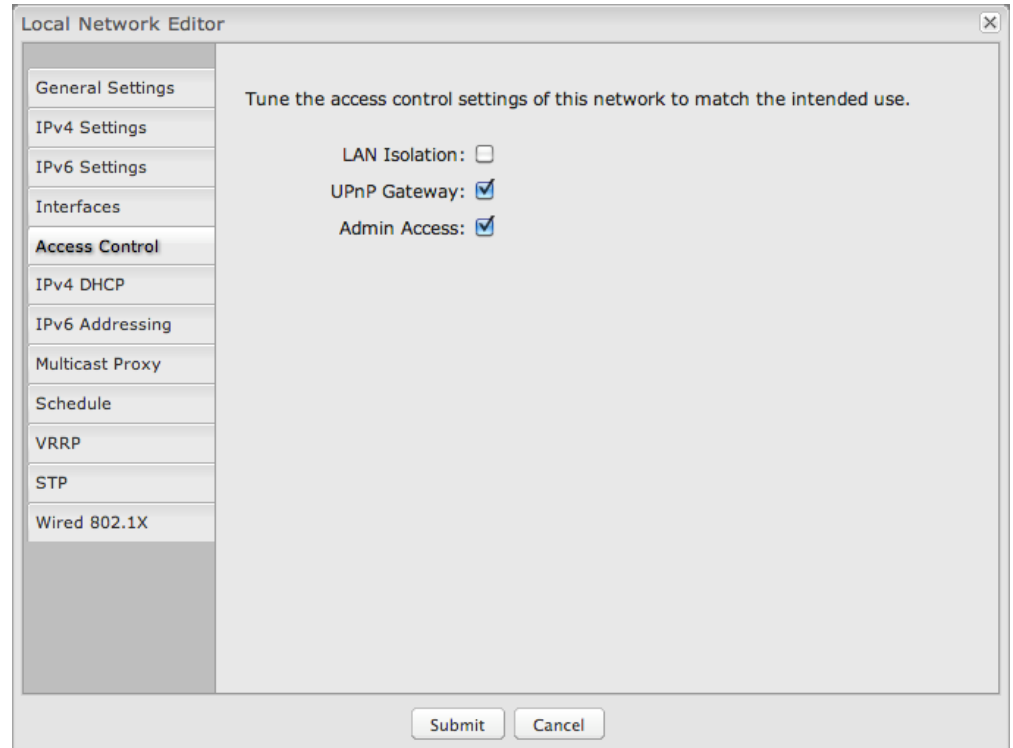 Local Network Editor
General Settings
IPv4 Settings
IPv6 Settings
Interfaces
Access Control
IPv4 DHCP
IPv6 Addressing
Multicast Proxy
Schedule
VRRP
STP
Wired 802.1X
Tune the access control settings of this network to match the intended use.
LAN Isolation:
UPnP Gateway:
Admin Access:
Submit Cancel